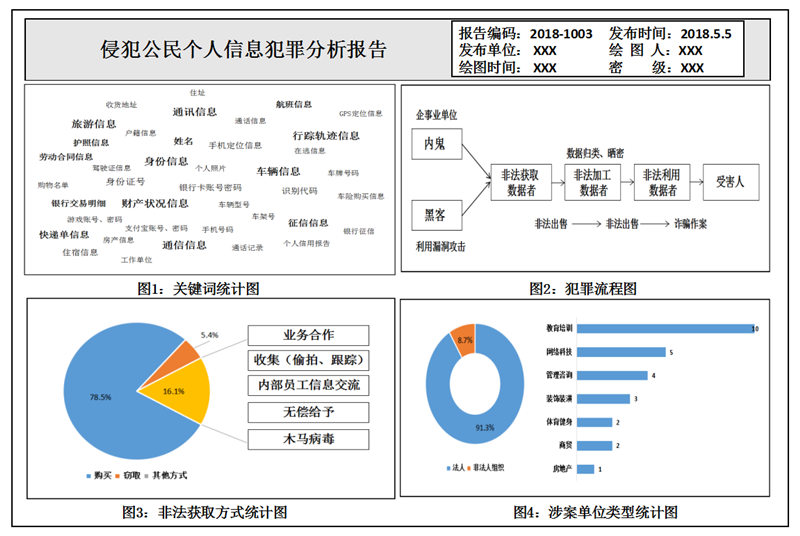 侵犯公民个人信息犯罪分析报告
报告编码：2018-1003 发布时间：2018.5.5
发布单位： XXX 绘 图 人：XXX
绘图时间： XXX 密 级：XXX
住址
收货地址
航班信息
通讯信息
GPS定位信息
旅游信息
通话信息
户籍信息
行踪轨迹信息
护照信息
姓名
手机定位信息
在逃信息
劳动合同信息
身份信息
驾驶证信息
个人照片
车辆信息
车牌号码
购物名单
身份证号
银行卡账号密码
识别代码
车险购买信息
银行交易明细
财产状况信息
车辆型号
车架号
游戏账号、密码
支付宝账号、密码
手机号码
征信信息
银行征信
快递单信息
房产信息
通信信息
通话记录
个人信用报告
住宿信息
工作单位
图1：关键词统计图
企事业单位
内鬼
数据归类、晒密
非法获取数据者
非法加工数据者
非法利用数据者
受害人
黑客
非法出售
非法出售
诈骗作案
利用漏洞攻击
图2：犯罪流程图
5.4%
78.5%
16.1%
业务合作
收集（偷拍、跟踪）
内部员工信息交流
无偿给予
木马病毒
购买 窃取 其他方式
图3：非法获取方式统计图
8.7%
91.3%
法人 非法人组织
教育培训 10
网络科技 5
管理咨询 4
装饰装潢 3
体育健身 2
商贸 2
房地产 1
图4：涉案单位类型统计图